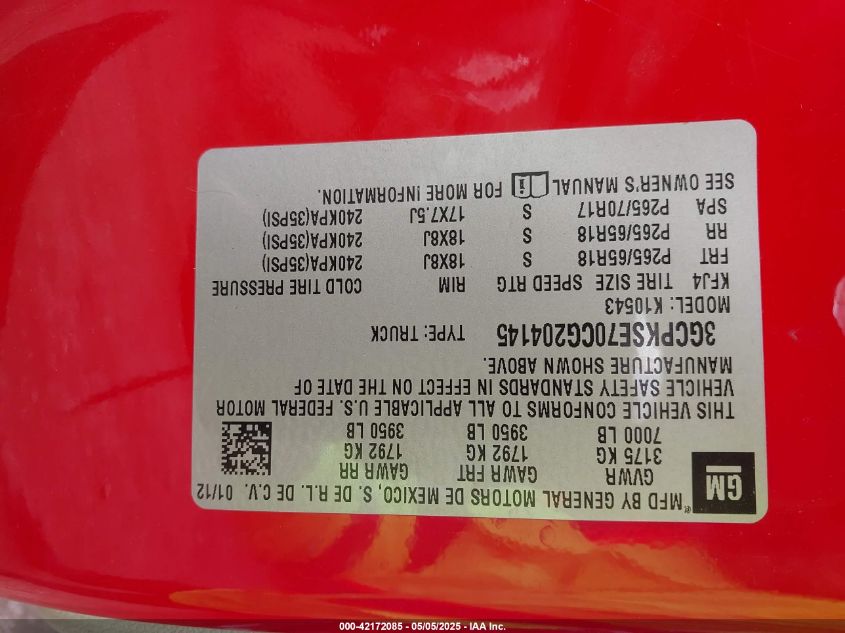 GM
® MFD BY GENERAL MOTORS DE MEXICO, S. DE R.L. DE C.V. 01/12
GVWR GAWR FRT GAWR RR
3175 KG 1792 KG 1792 KG
7000 LB 3950 LB 3950 LB
THIS VEHICLE CONFORMS TO ALL APPLICABLE U.S. FEDERAL MOTOR
VEHICLE SAFETY STANDARDS IN EFFECT ON THE DATE OF
MANUFACTURE SHOWN ABOVE.
3GCPKSE70CG204145 TYPE: TRUCK
MODEL: K10543
KFJ4 TIRE SIZE SPEED RTG RIM COLD TIRE PRESSURE
FRT P265/65R18 S 18X8J 240KPA(35PSI)
RR P265/65R18 S 18X8J 240KPA(35PSI)
SPA P265/70R17 S 17X7.5J 240KPA(35PSI)
SEE OWNER'S MANUAL i FOR MORE INFORMATION.
000-42172085 - 05/05/2025 - IAA Inc.